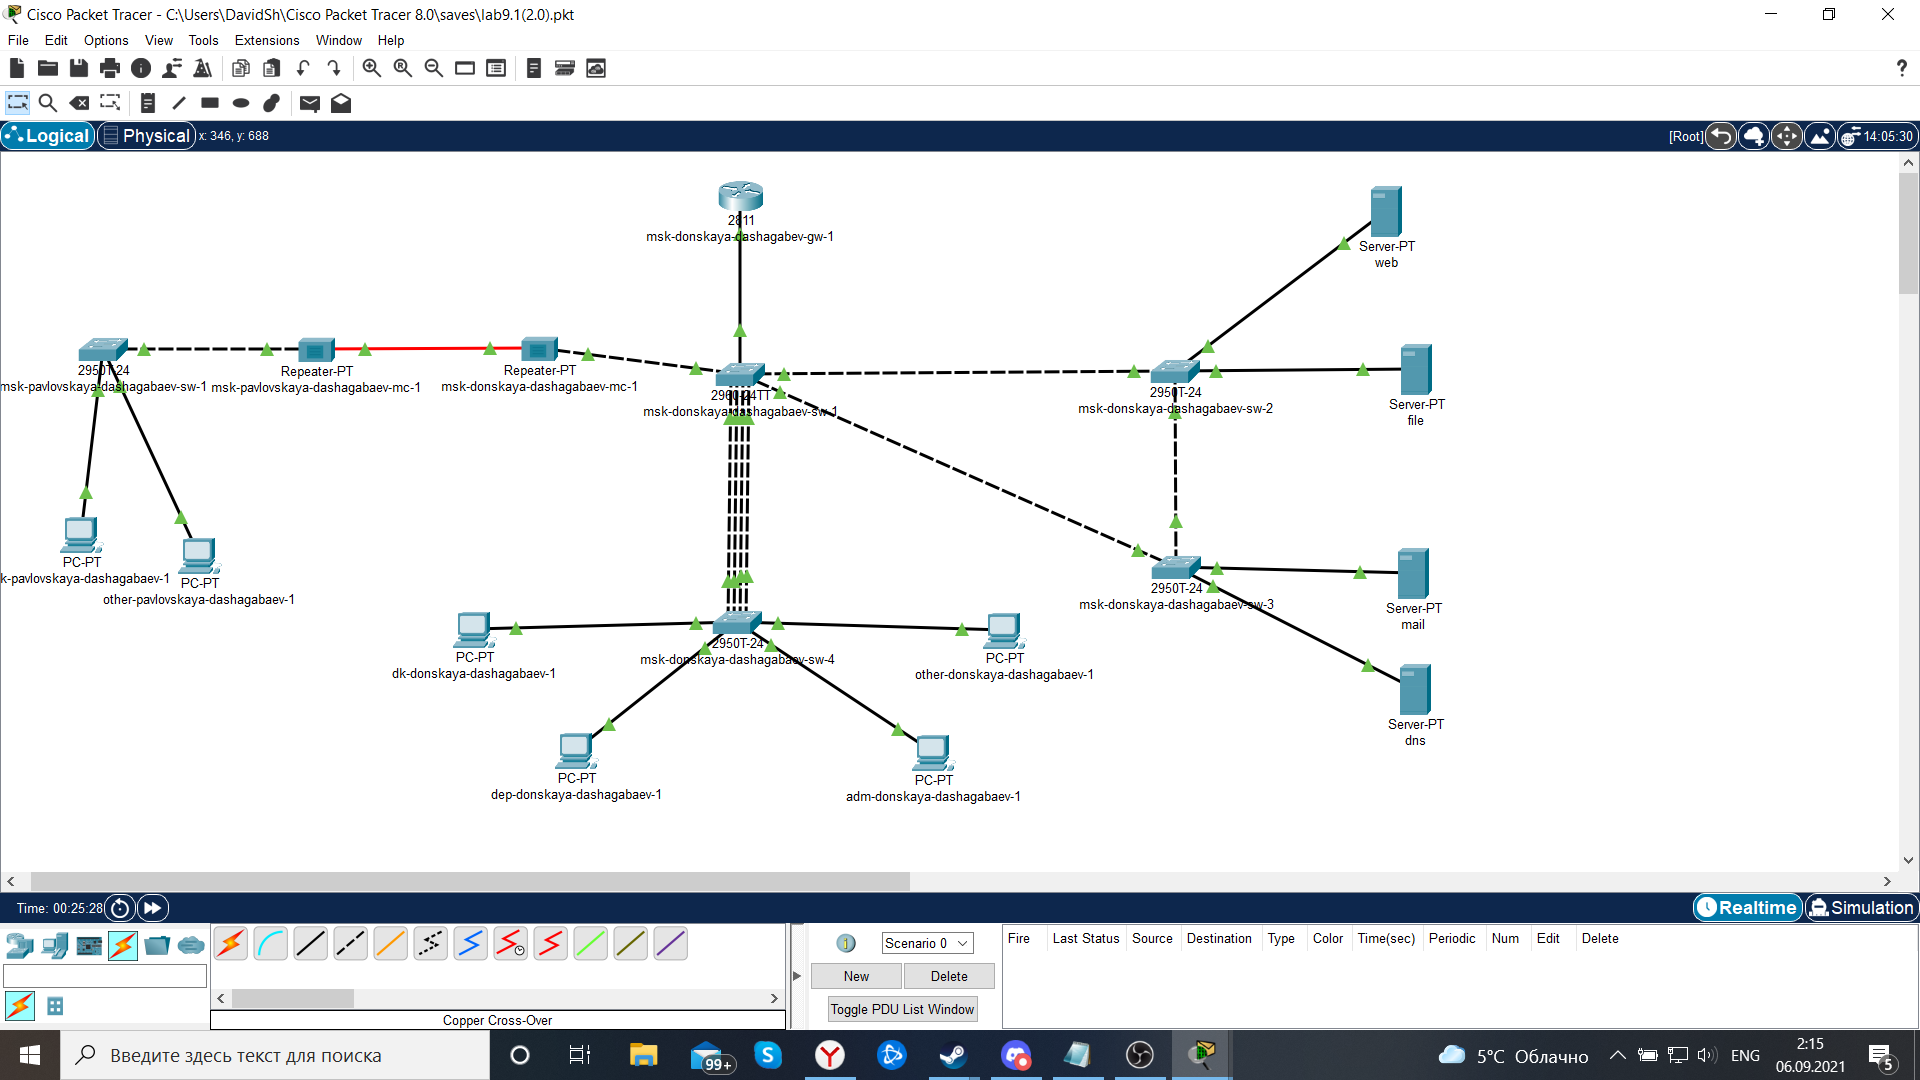 Cisco Packet Tracer - C:\Users\DavidSh\Cisco Packet Tracer 8.0\saves\lab9.1(2.0).pkt
File Edit Options View Tools Extensions Window Help
?
Logical Physical x: 346, y: 688 [Root] 14:05:30
2811
msk-donskaya-dashagabaev-gw-1
Server-PT
web
2950T-24
msk-pavlovskaya-dashagabaev-sw-1
Repeater-PT
msk-pavlovskaya-dashagabaev-mc-1
Repeater-PT
msk-donskaya-dashagabaev-mc-1
2960-24TT
msk-donskaya-dashagabaev-sw-1
2950T-24
msk-donskaya-dashagabaev-sw-2
Server-PT
file
PC-PT
k-pavlovskaya-dashagabaev-1
PC-PT
other-pavlovskaya-dashagabaev-1
2950T-24
msk-donskaya-dashagabaev-sw-3
Server-PT
mail
PC-PT
dk-donskaya-dashagabaev-1
2950T-24
msk-donskaya-dashagabaev-sw-4
PC-PT
other-donskaya-dashagabaev-1
Server-PT
dns
PC-PT
dep-donskaya-dashagabaev-1
PC-PT
adm-donskaya-dashagabaev-1
Time: 00:25:28 Realtime Simulation
Scenario 0
New Delete
Toggle PDU List Window
Fire Last Status Source Destination Type Color Time(sec) Periodic Num Edit Delete
Copper Cross-Over
Введите здесь текст для поиска
99+
5°C Облачно
ENG
2:15
06.09.2021
5